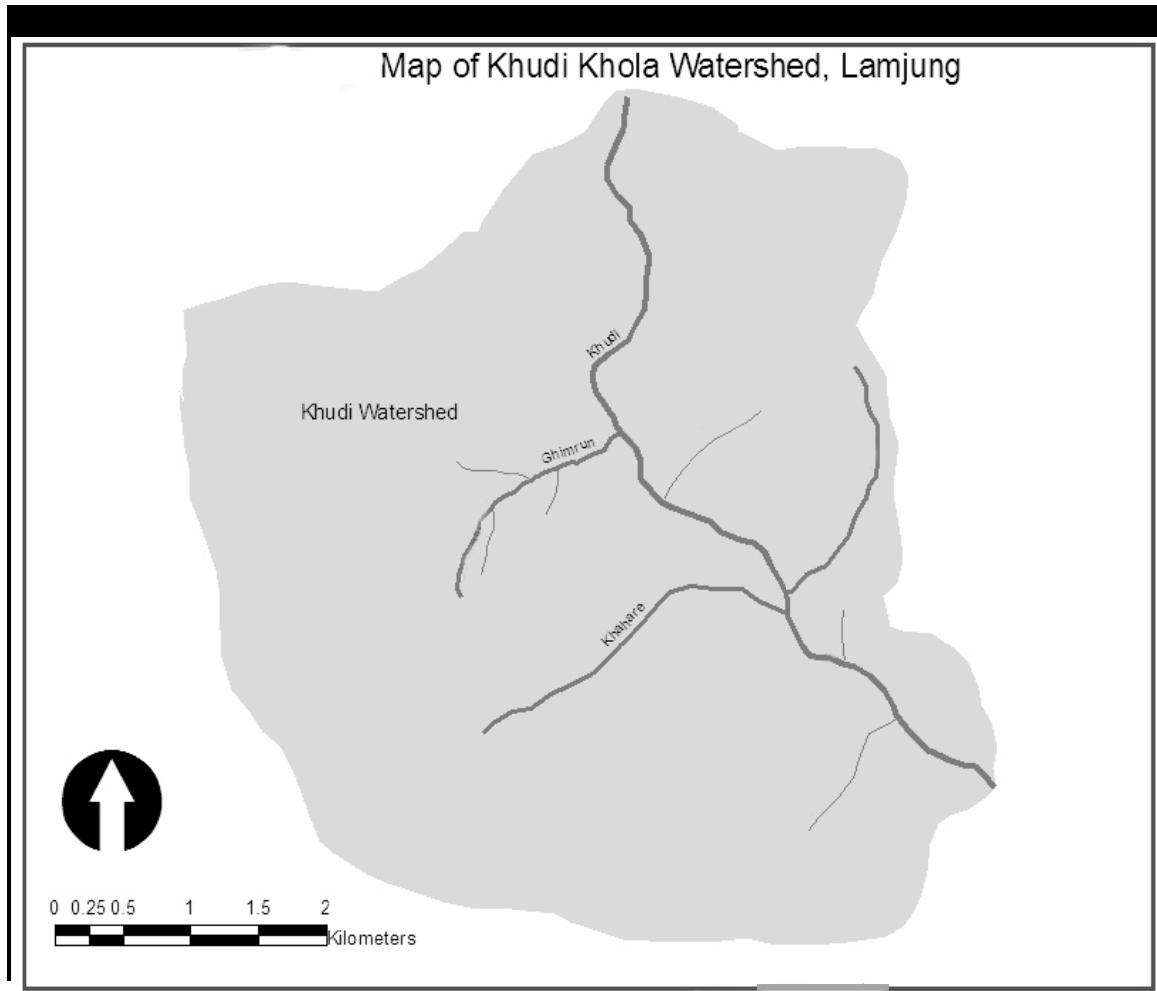 Map of Khudi Khola Watershed, Lamjung
Khudi
Khudi Watershed
Ghimrun
Khahare
0 0.25 0.5 1 1.5 2
Kilometers